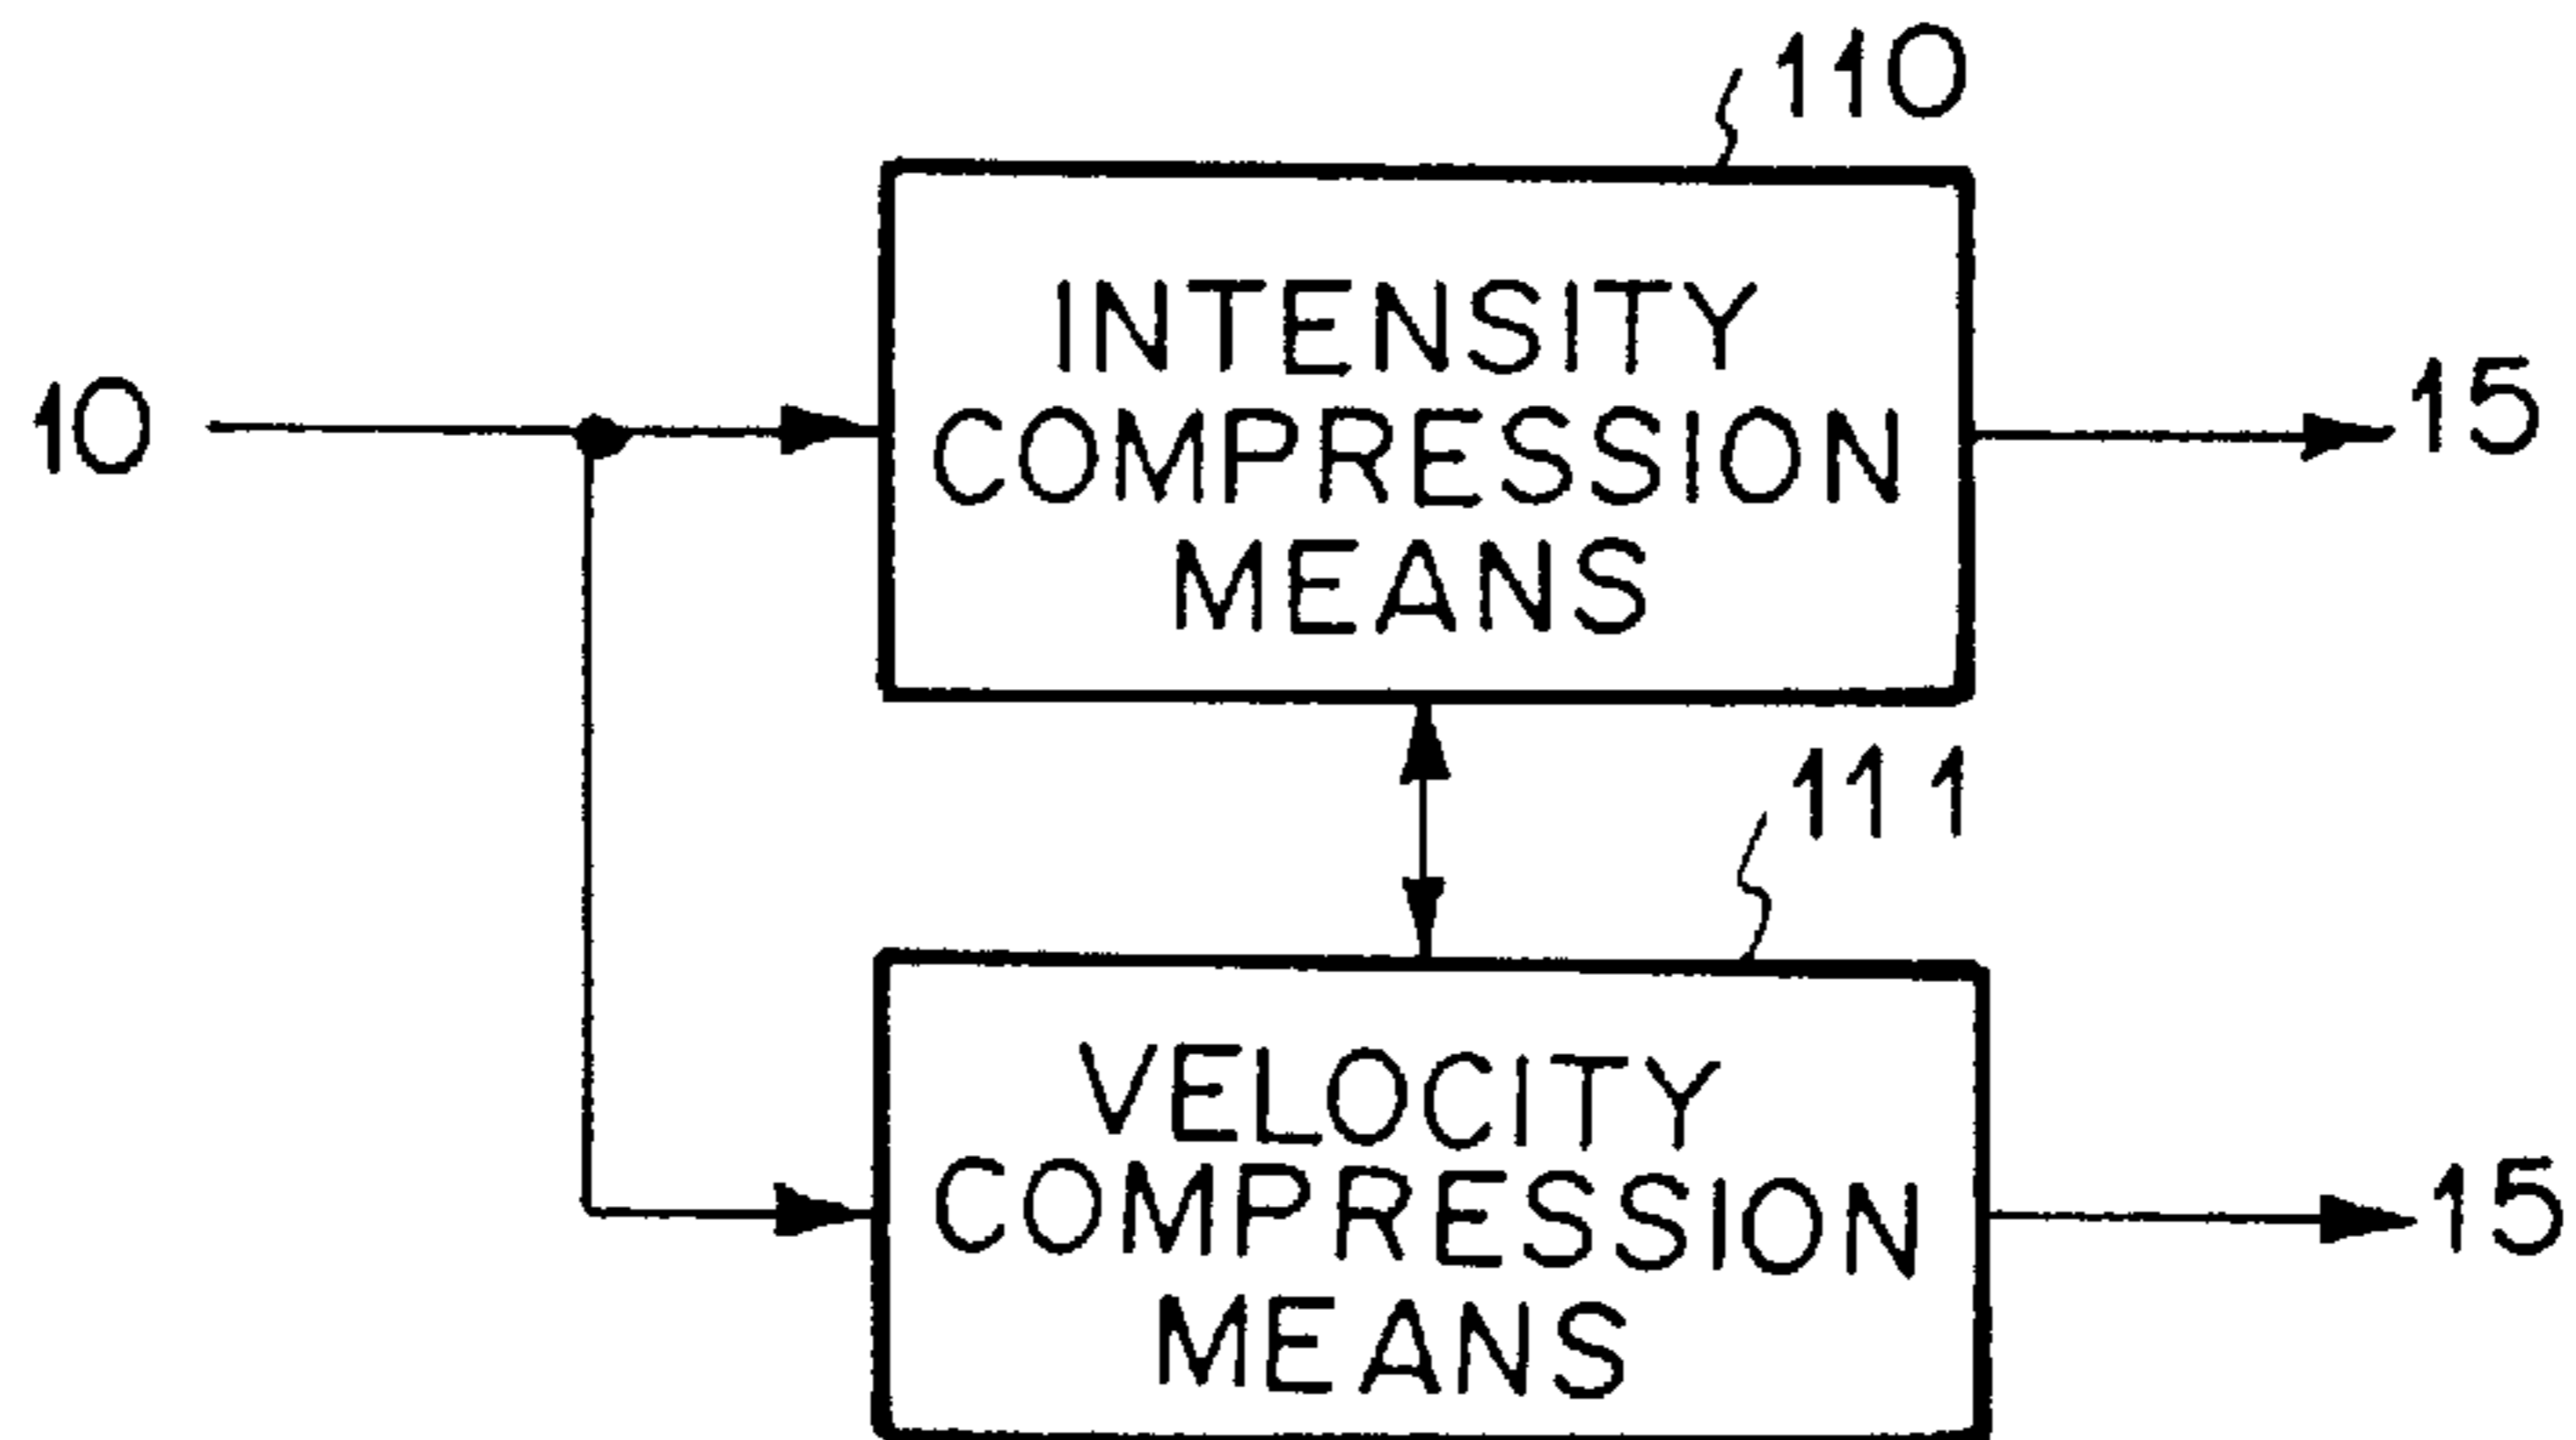 110
INTENSITY
COMPRESSION
MEANS
10
15
111
VELOCITY
COMPRESSION
MEANS
15